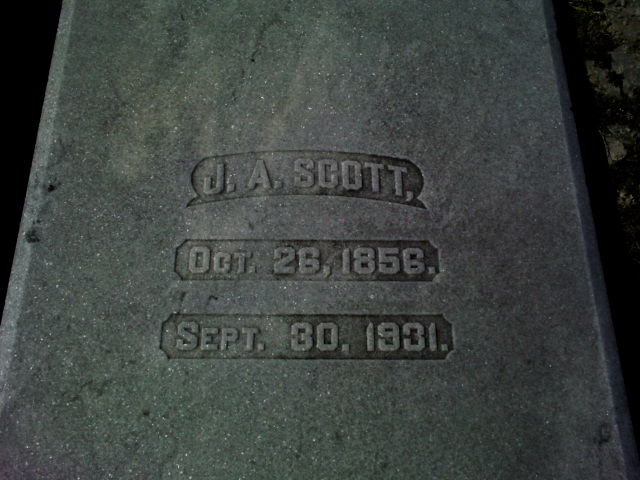 J. A. SCOTT,
OCT. 26, 1856.
SEPT. 30, 1931.